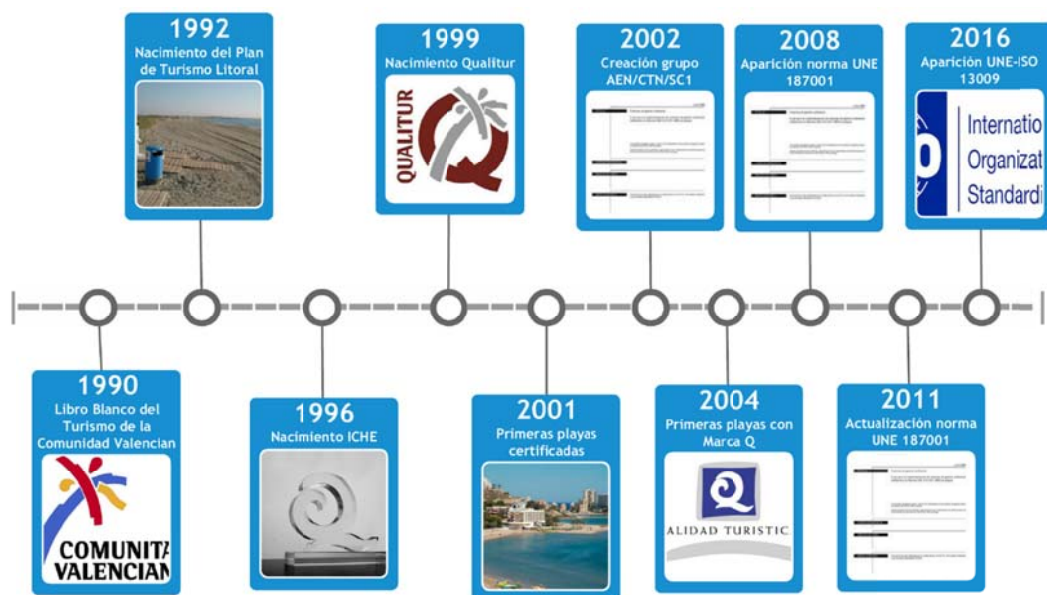 1992
Nacimiento del Plan
de Turismo Litoral
1999
Nacimiento Qualitur
QUALITUR
2002
Creación grupo
AEN/CTN/SC1
2008
Aparición norma UNE
187001
2016
Aparición UNE-ISO
13009
Internatio
Organizat
Standardi
1990
Libro Blanco del
Turismo de la
Comunidad Valencian
COMUNITA
VALENCIAN
1996
Nacimiento ICHE
2001
Primeras playas
certificadas
2004
Primeras playas con
Marca Q
ALIDAD TURISTIC
2011
Actualización norma
UNE 187001